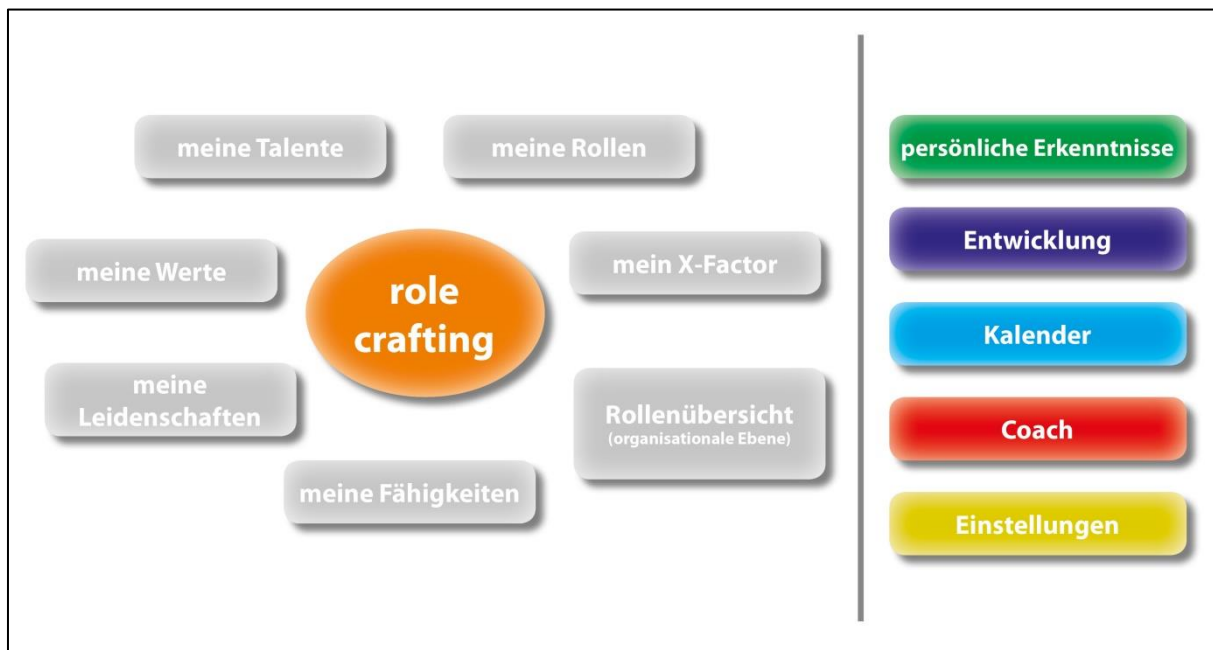 meine Talente
meine Rollen
meine Werte
role
crafting
mein X-Factor
meine
Leidenschaften
Rollenübersicht
(organisationale Ebene)
meine Fähigkeiten
persönliche Erkenntnisse
Entwicklung
Kalender
Coach
Einstellungen